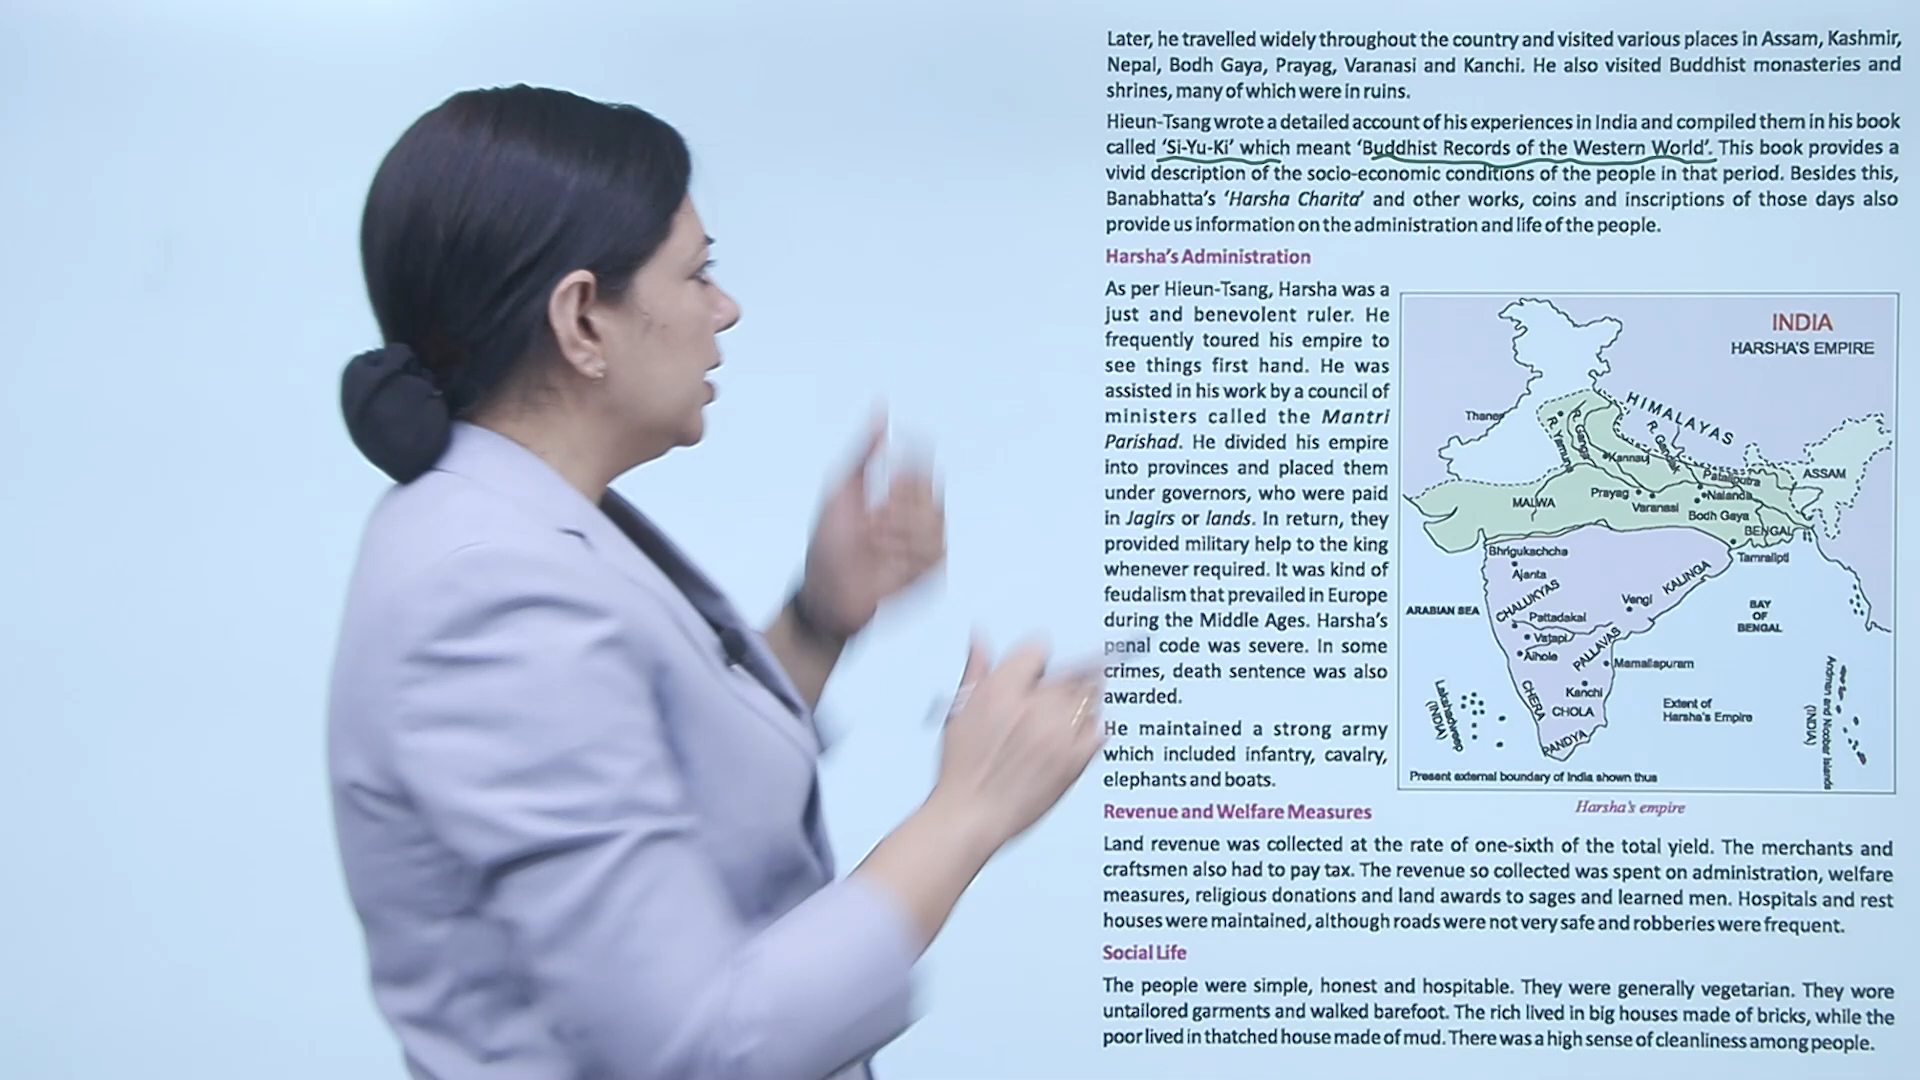 Later, he travelled widely throughout the country and visited various places in Assam, Kashmir,
Nepal, Bodh Gaya, Prayag, Varanasi and Kanchi. He also visited Buddhist monasteries and
shrines, many of which were in ruins.
Hieun-Tsang wrote a detailed account of his experiences in India and compiled them in his book
called ‘Si-Yu-Ki’ which meant ‘Buddhist Records of the Western World’. This book provides a
vivid description of the socio-economic conditions of the people in that period. Besides this,
Banabhatta's ‘Harsha Charita’ and other works, coins and inscriptions of those days also
provide us information on the administration and life of the people.
Harsha's Administration
As per Hieun-Tsang, Harsha was a
just and benevolent ruler. He
frequently toured his empire to
see things first hand. He was
assisted in his work by a council of
ministers called the Mantri
Parishad. He divided his empire
into provinces and placed them
under governors, who were paid
in Jagirs or lands. In return, they
provided military help to the king
whenever required. It was kind of
feudalism that prevailed in Europe
during the Middle Ages. Harsha's
penal code was severe. In some
crimes, death sentence was also
awarded.
He maintained a strong army
which included infantry, cavalry,
elephants and boats.
INDIA
HARSHA'S EMPIRE
HIMALAYAS
Thaner
R. Yamuna
R. Ganga
R. Gandak
Kannauj
Pataliputra
ASSAM
MALWA
Prayag
Nalanda
Varanasi
Bodh Gaya
BENGAL
Bhrigukachcha
Tamralipti
Ajanta
KALINGA
CHALUKYAS
Vengi
ARABIAN SEA
BAY
OF
BENGAL
Pattadakal
Vatapi
Aihole
PALLAVAS
Mamallapuram
Kanchi
CHERA
CHOLA
PANDYA
Lakshadweep
(INDIA)
Extent of
Harsha's Empire
Andman and Nicobar Islands
(INDIA)
Present external boundary of India shown thus
Harsha's empire
Revenue and Welfare Measures
Land revenue was collected at the rate of one-sixth of the total yield. The merchants and
craftsmen also had to pay tax. The revenue so collected was spent on administration, welfare
measures, religious donations and land awards to sages and learned men. Hospitals and rest
houses were maintained, although roads were not very safe and robberies were frequent.
Social Life
The people were simple, honest and hospitable. They were generally vegetarian. They wore
untailored garments and walked barefoot. The rich lived in big houses made of bricks, while the
poor lived in thatched house made of mud. There was a high sense of cleanliness among people.